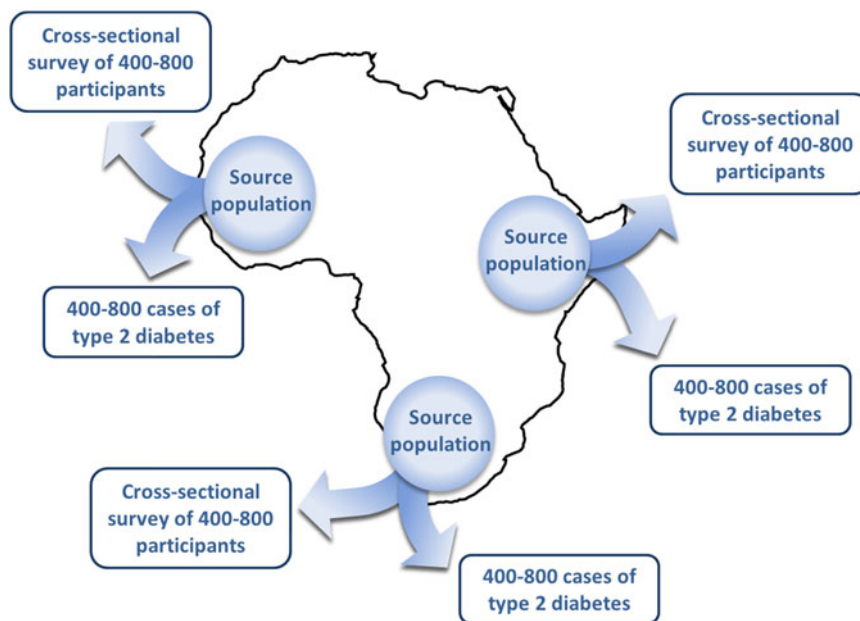 Cross-sectional
survey of 400-800
participants
Source
population
400-800 cases of
type 2 diabetes
Cross-sectional
survey of 400-800
participants
Source
population
400-800 cases of
type 2 diabetes
Source
population
Cross-sectional
survey of 400-800
participants
400-800 cases of
type 2 diabetes